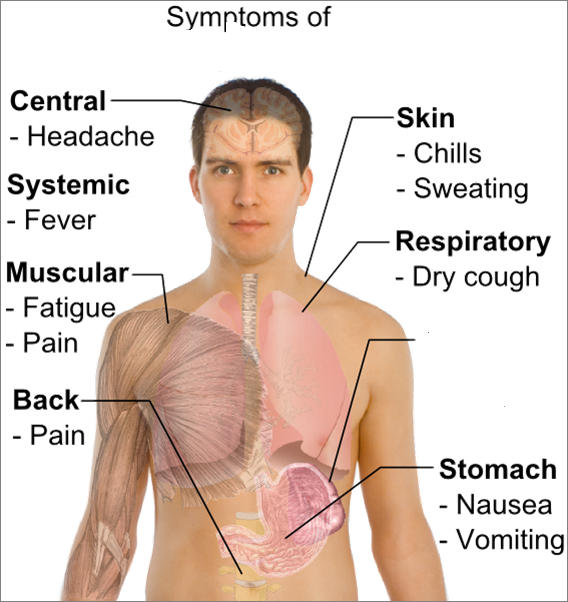 Symptoms of
Central
- Headache
Systemic
- Fever
Muscular
- Fatigue
- Pain
Back
- Pain
Skin
- Chills
- Sweating
Respiratory
- Dry cough
Stomach
- Nausea
- Vomiting